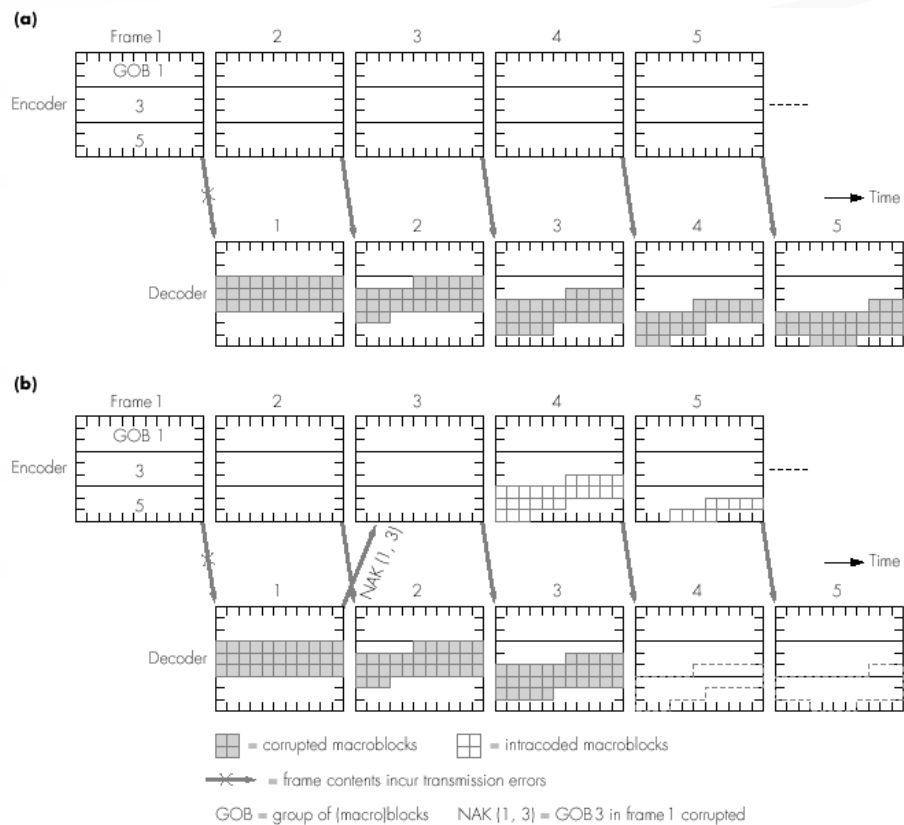 (a)
Frame 1 2 3 4 5
GOB 1
Encoder 3
5
Time
1 2 3 4 5
Decoder
(b)
Frame 1 2 3 4 5
GOB 1
Encoder 3
5
NAK (1, 3)
Time
1 2 3 4 5
Decoder
= corrupted macroblocks = intracoded macroblocks
= frame contents incur transmission errors
GOB = group of (macro)blocks NAK (1, 3) = GOB 3 in frame 1 corrupted